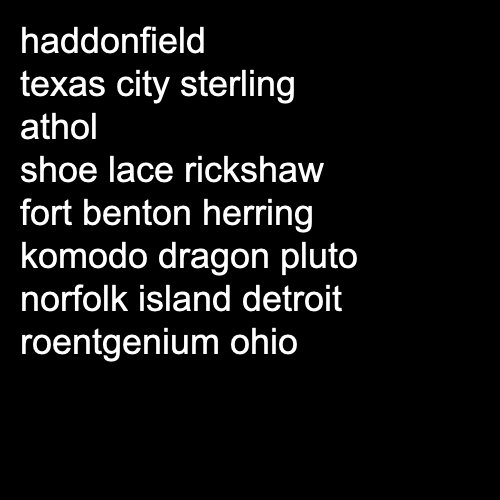 haddonfield
texas city sterling
athol
shoe lace rickshaw
fort benton herring
komodo dragon pluto
norfolk island detroit
roentgenium ohio